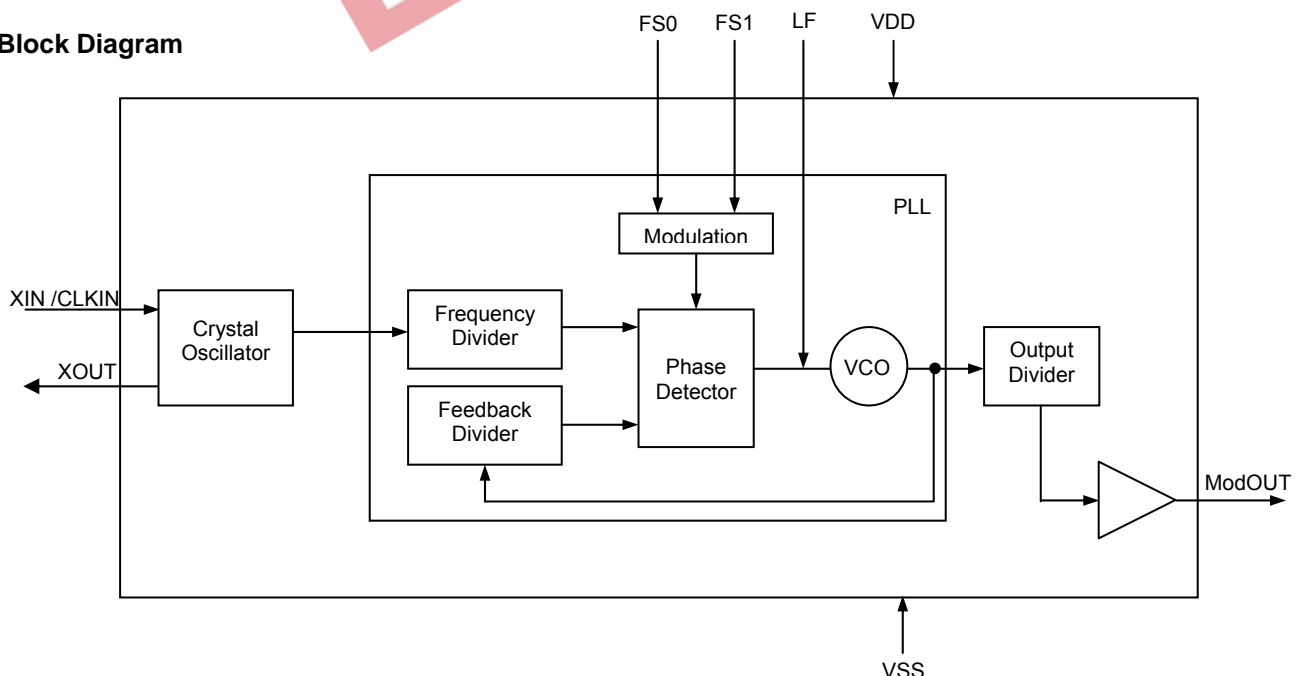 Block Diagram
FS0
FS1
LF
VDD
PLL
Modulation
XIN /CLKIN
Crystal
Oscillator
XOUT
Frequency
Divider
Feedback
Divider
Phase
Detector
VCO
Output
Divider
ModOUT
VSS